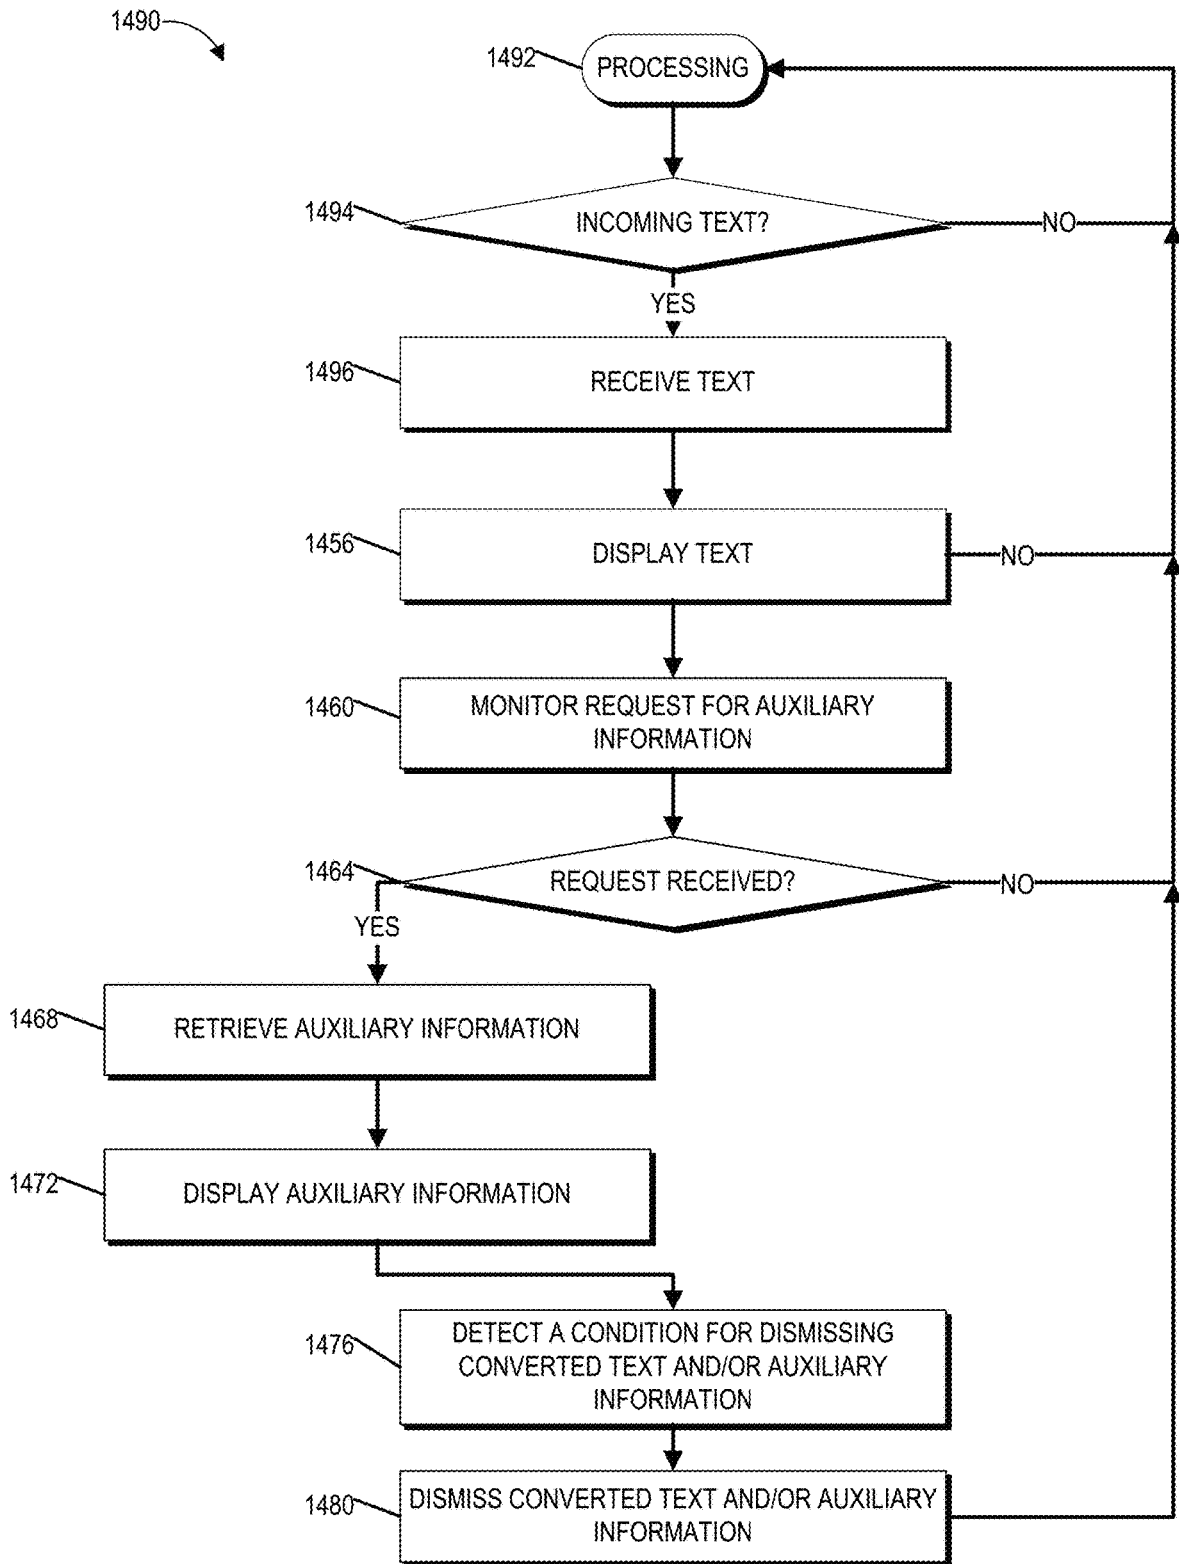 1490
1492
PROCESSING
1494
INCOMING TEXT?
NO
YES
1496
RECEIVE TEXT
1456
DISPLAY TEXT
NO
1460
MONITOR REQUEST FOR AUXILIARY
INFORMATION
1464
REQUEST RECEIVED?
NO
YES
1468
RETRIEVE AUXILIARY INFORMATION
1472
DISPLAY AUXILIARY INFORMATION
1476
DETECT A CONDITION FOR DISMISSING
CONVERTED TEXT AND/OR AUXILIARY
INFORMATION
1480
DISMISS CONVERTED TEXT AND/OR AUXILIARY
INFORMATION